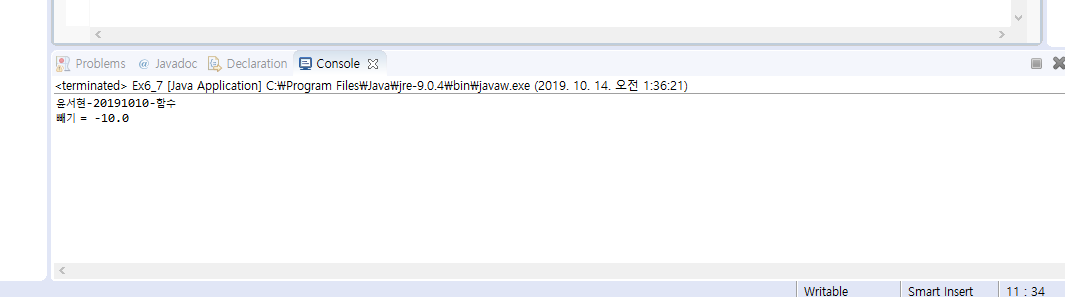 Problems @ Javadoc Declaration Console
<terminated> Ex6_7 [Java Application] C:₩Program Files₩Java₩jre-9.0.4₩bin₩javaw.exe (2019. 10. 14. 오전 1:36:21)
윤서현-20191010-함수
빼기 = -10.0
Writable Smart Insert 11 : 34